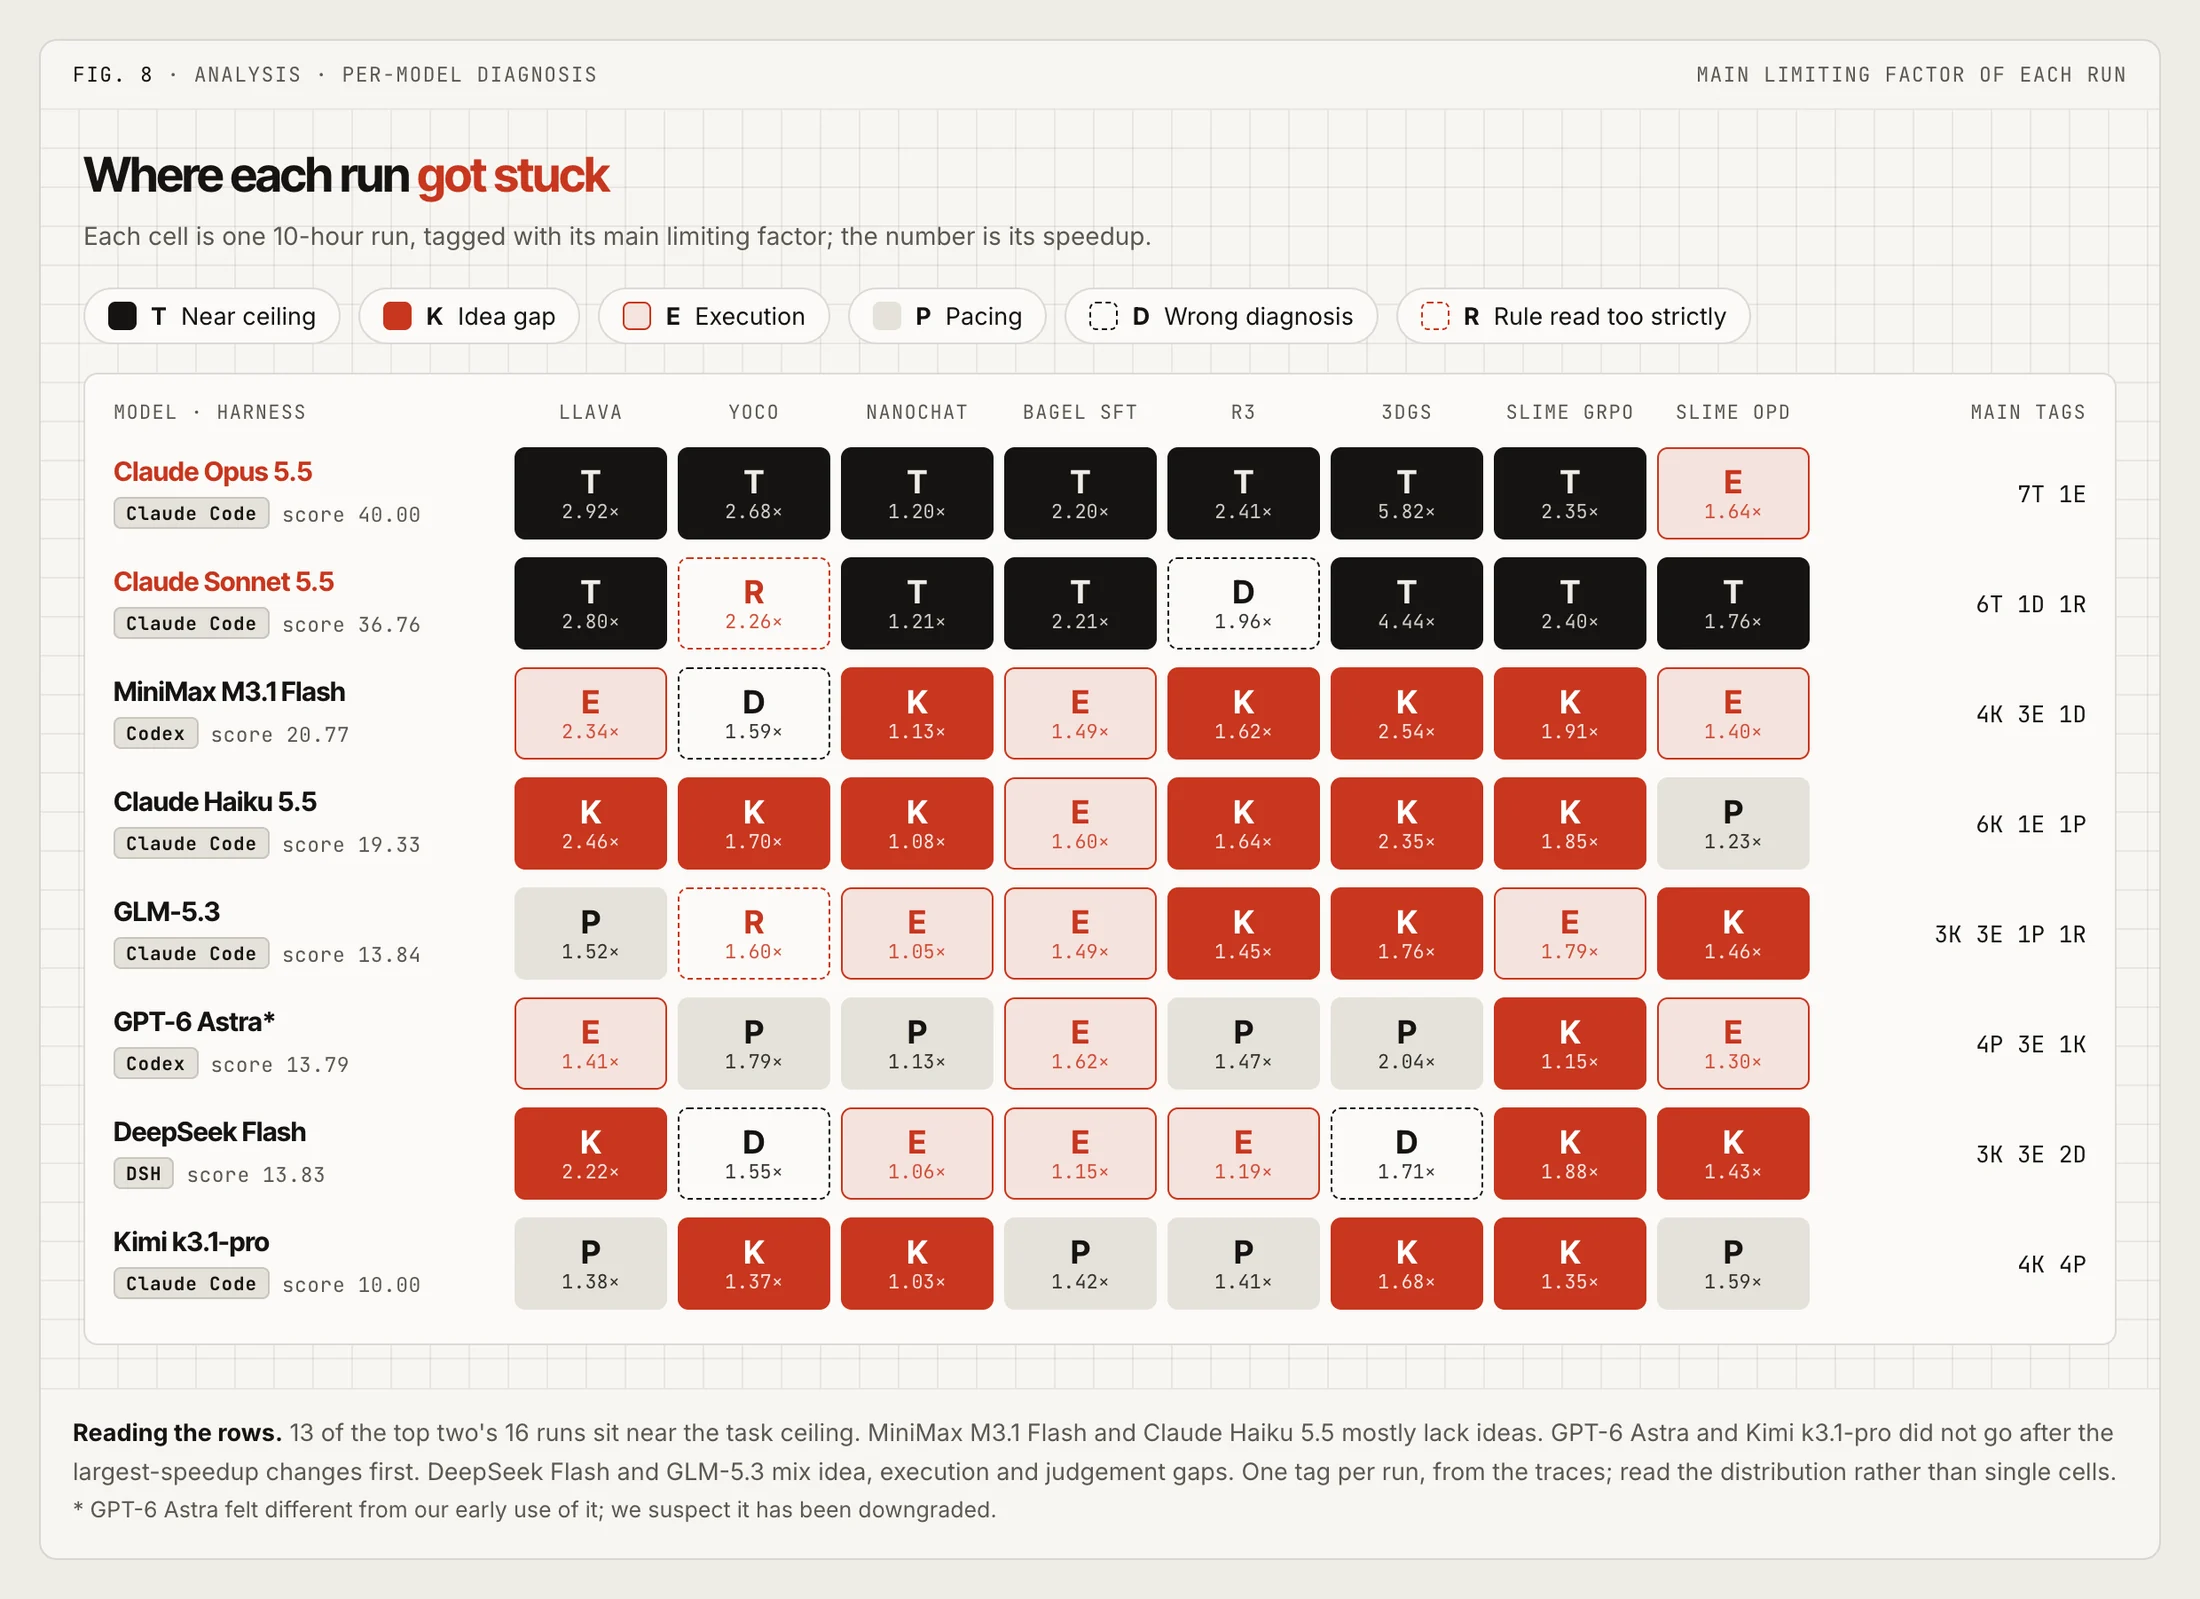 FIG. 8 · ANALYSIS · PER-MODEL DIAGNOSIS
MAIN LIMITING FACTOR OF EACH RUN
Where each run got stuck
Each cell is one 10-hour run, tagged with its main limiting factor; the number is its speedup.
T Near ceiling
K Idea gap
E Execution
P Pacing
D Wrong diagnosis
R Rule read too strictly
MODEL · HARNESS LLAVA YOCO NANOCHAT BAGEL SFT R3 3DGS SLIME GRPO SLIME OPD MAIN TAGS
Claude Opus 5.5
Claude Code score 40.00
T T T T T T T E
2.92× 2.68× 1.20× 2.20× 2.41× 5.82× 2.35× 1.64×
7T 1E
Claude Sonnet 5.5
Claude Code score 36.76
T R T T D T T T
2.80× 2.26× 1.21× 2.21× 1.96× 4.44× 2.40× 1.76×
6T 1D 1R
MiniMax M3.1 Flash
Codex score 20.77
E D K E K K K E
2.34× 1.59× 1.13× 1.49× 1.62× 2.54× 1.91× 1.40×
4K 3E 1D
Claude Haiku 5.5
Claude Code score 19.33
K K K E K K K P
2.46× 1.70× 1.08× 1.60× 1.64× 2.35× 1.85× 1.23×
6K 1E 1P
GLM-5.3
Claude Code score 13.84
P R E E K K E K
1.52× 1.60× 1.05× 1.49× 1.45× 1.76× 1.79× 1.46×
3K 3E 1P 1R
GPT-6 Astra*
Codex score 13.79
E P P E P P K E
1.41× 1.79× 1.13× 1.62× 1.47× 2.04× 1.15× 1.30×
4P 3E 1K
DeepSeek Flash
DSH score 13.83
K D E E E D K K
2.22× 1.55× 1.06× 1.15× 1.19× 1.71× 1.88× 1.43×
3K 3E 2D
Kimi k3.1-pro
Claude Code score 10.00
P K K P P K K P
1.38× 1.37× 1.03× 1.42× 1.41× 1.68× 1.35× 1.59×
4K 4P
Reading the rows. 13 of the top two's 16 runs sit near the task ceiling. MiniMax M3.1 Flash and Claude Haiku 5.5 mostly lack ideas. GPT-6 Astra and Kimi k3.1-pro did not go after the
largest-speedup changes first. DeepSeek Flash and GLM-5.3 mix idea, execution and judgement gaps. One tag per run, from the traces; read the distribution rather than single cells.
* GPT-6 Astra felt different from our early use of it; we suspect it has been downgraded.